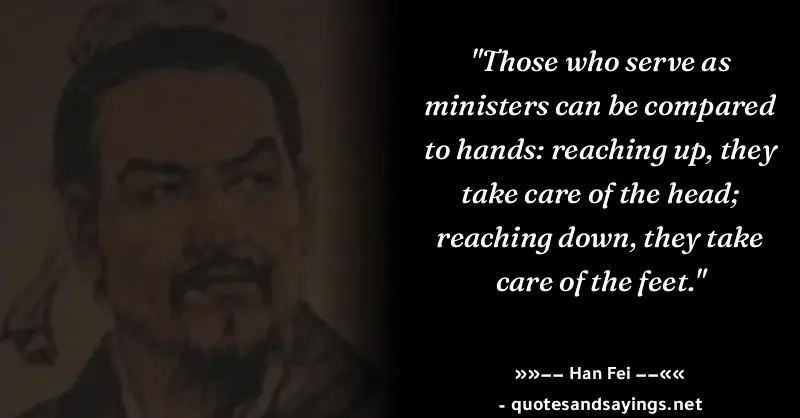 "Those who serve as
ministers can be compared
to hands: reaching up, they
take care of the head;
reaching down, they take
care of the feet."
»»–– Han Fei ––««
- quotesandsayings.net